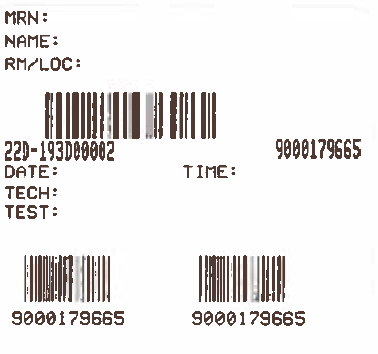 MRN:
NAME:
RM/LOC:
22D-193D00002 9000179665
DATE: TIME:
TECH:
TEST:
9000179665 9000179665